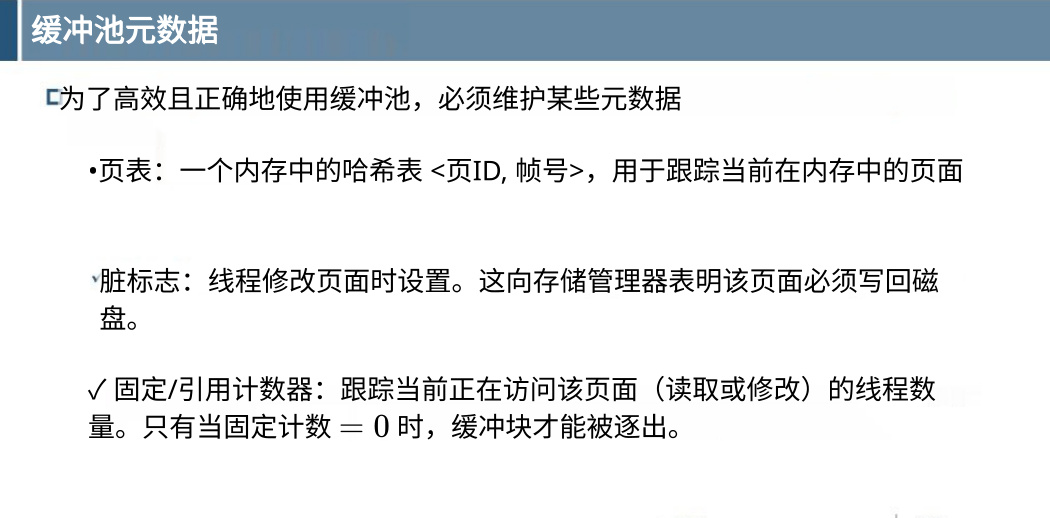 缓冲池元数据
为了高效且正确地使用缓冲池，必须维护某些元数据
•页表：一个内存中的哈希表 <页ID, 帧号>，用于跟踪当前在内存中的页面
✓脏标志：线程修改页面时设置。这向存储管理器表明该页面必须写回磁
盘。
✓ 固定/引用计数器：跟踪当前正在访问该页面（读取或修改）的线程数
量。只有当固定计数 = 0 时，缓冲块才能被逐出。